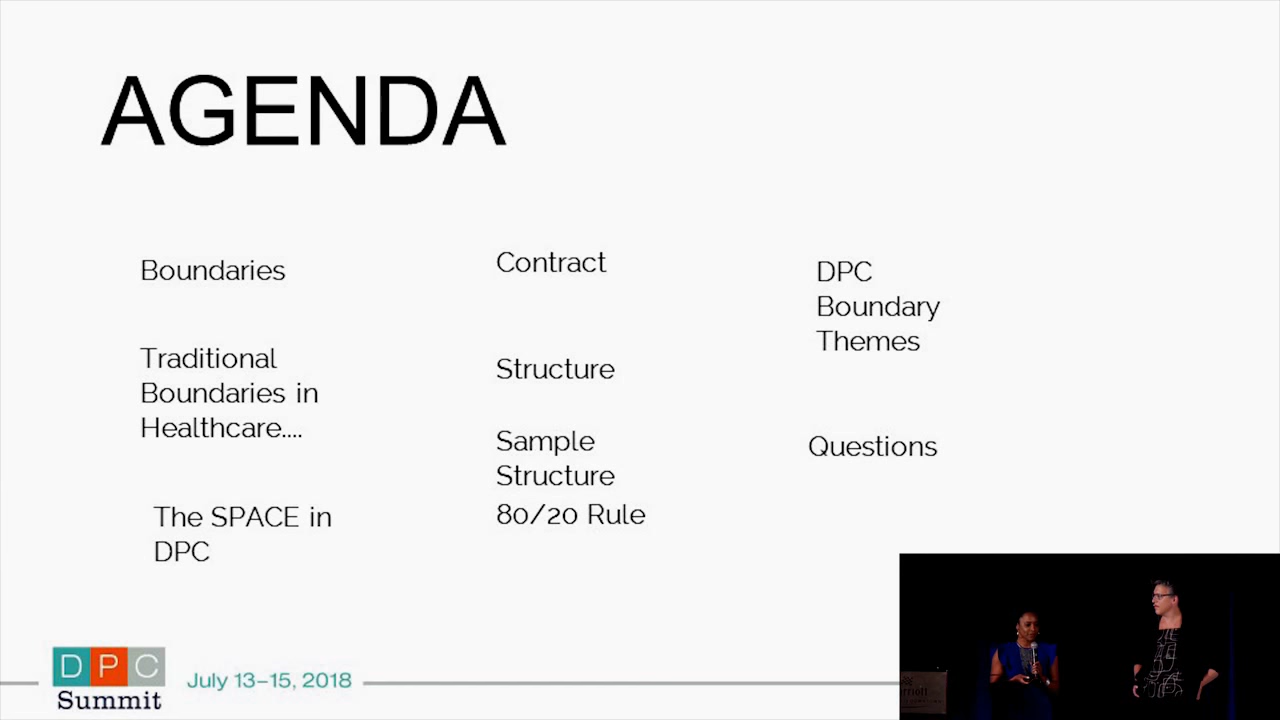 AGENDA
Boundaries
Traditional
Boundaries in
Healthcare....
The SPACE in
DPC
Contract
Structure
Sample
Structure
80/20 Rule
DPC
Boundary
Themes
Questions
DPC
Summit
July 13–15, 2018